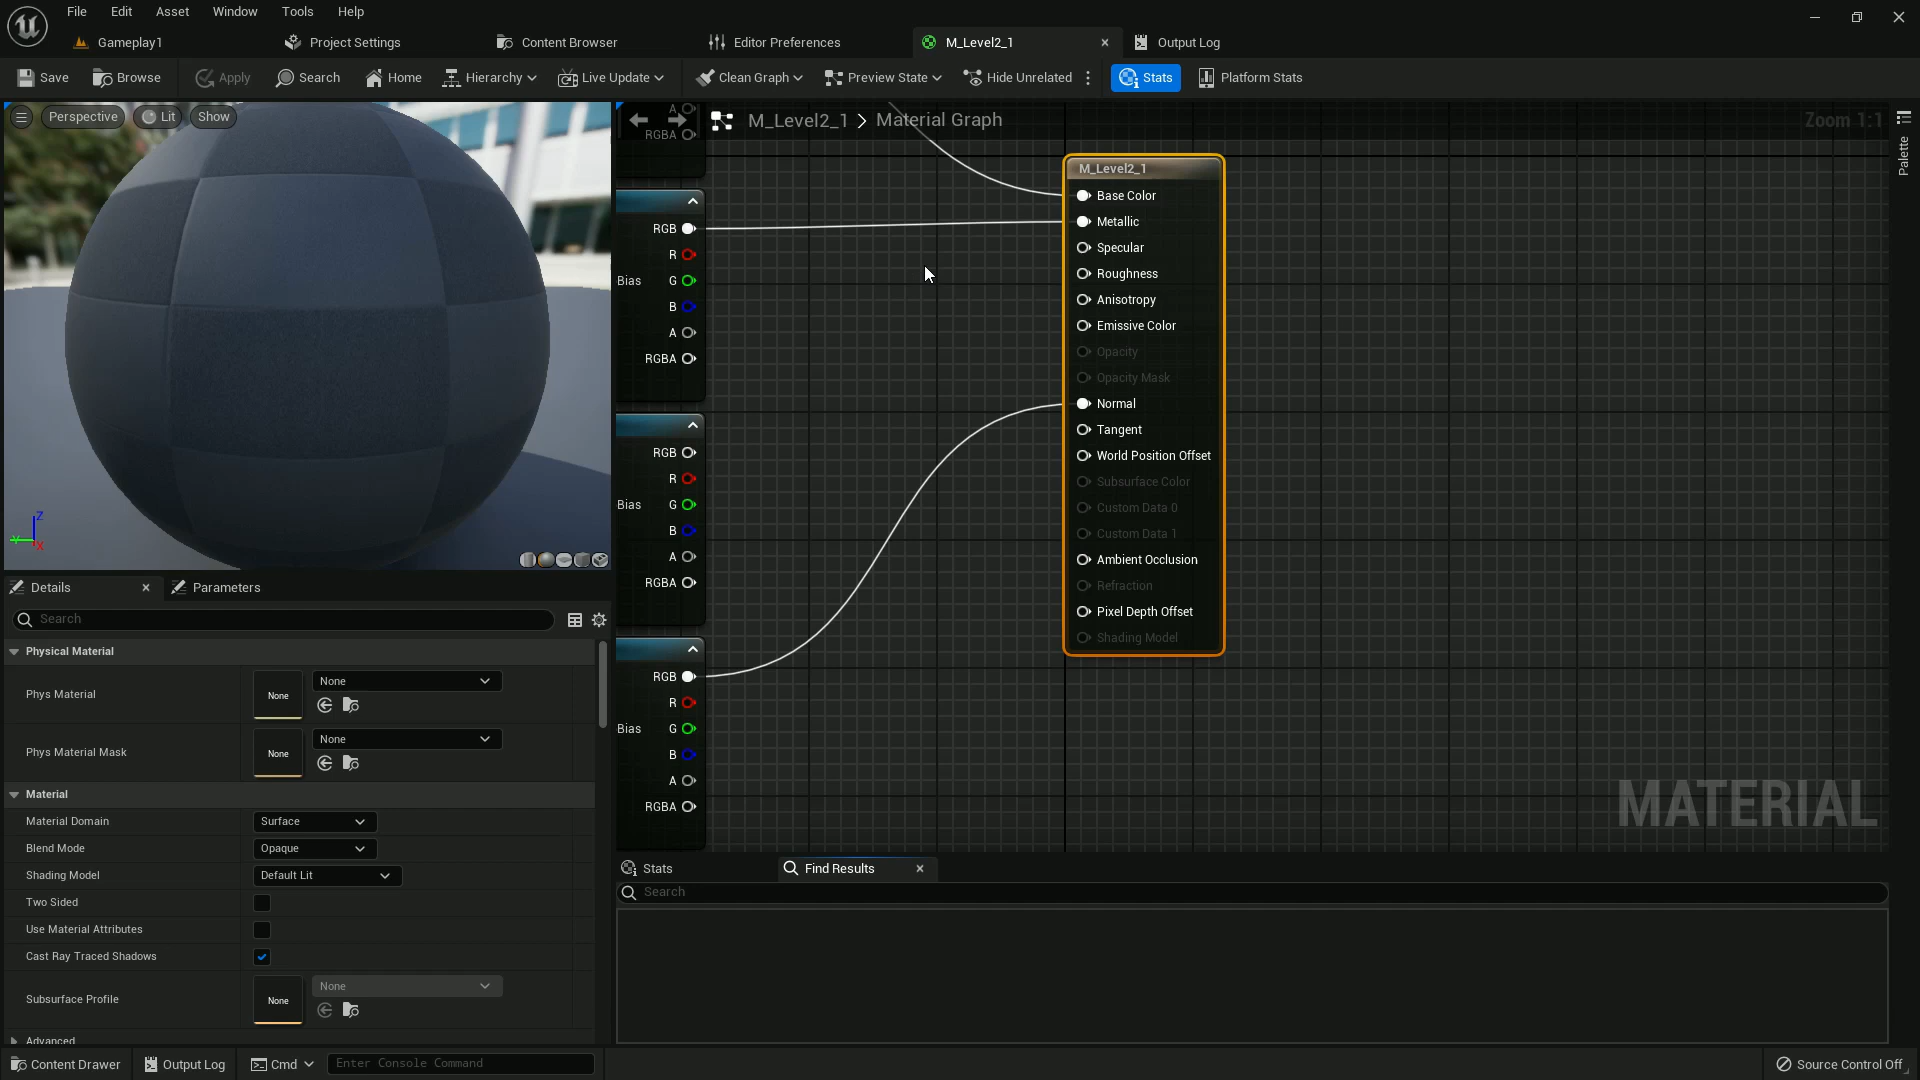 File Edit Asset Window Tools Help
Gameplay1 Project Settings Content Browser Editor Preferences M_Level2_1 Output Log
Save Browse Apply Search Home Hierarchy Live Update Clean Graph Preview State Hide Unrelated Stats Platform Stats
Perspective Lit Show
M_Level2_1 > Material Graph
Zoom 1:1
Palette
A
RGBA
RGB
R
Bias G
B
A
RGBA
RGB
R
Bias G
B
A
RGBA
RGB
R
Bias G
B
A
RGBA
M_Level2_1
Base Color
Metallic
Specular
Roughness
Anisotropy
Emissive Color
Opacity
Opacity Mask
Normal
Tangent
World Position Offset
Subsurface Color
Custom Data 0
Custom Data 1
Ambient Occlusion
Refraction
Pixel Depth Offset
Shading Model
MATERIAL
Z
Y
X
Details Parameters
Search
Physical Material
Phys Material None None
Phys Material Mask None None
Material
Material Domain Surface
Blend Mode Opaque
Shading Model Default Lit
Two Sided
Use Material Attributes
Cast Ray Traced Shadows
Subsurface Profile None None
Advanced
Stats Find Results
Search
Content Drawer Output Log Cmd Enter Console Command Source Control Off